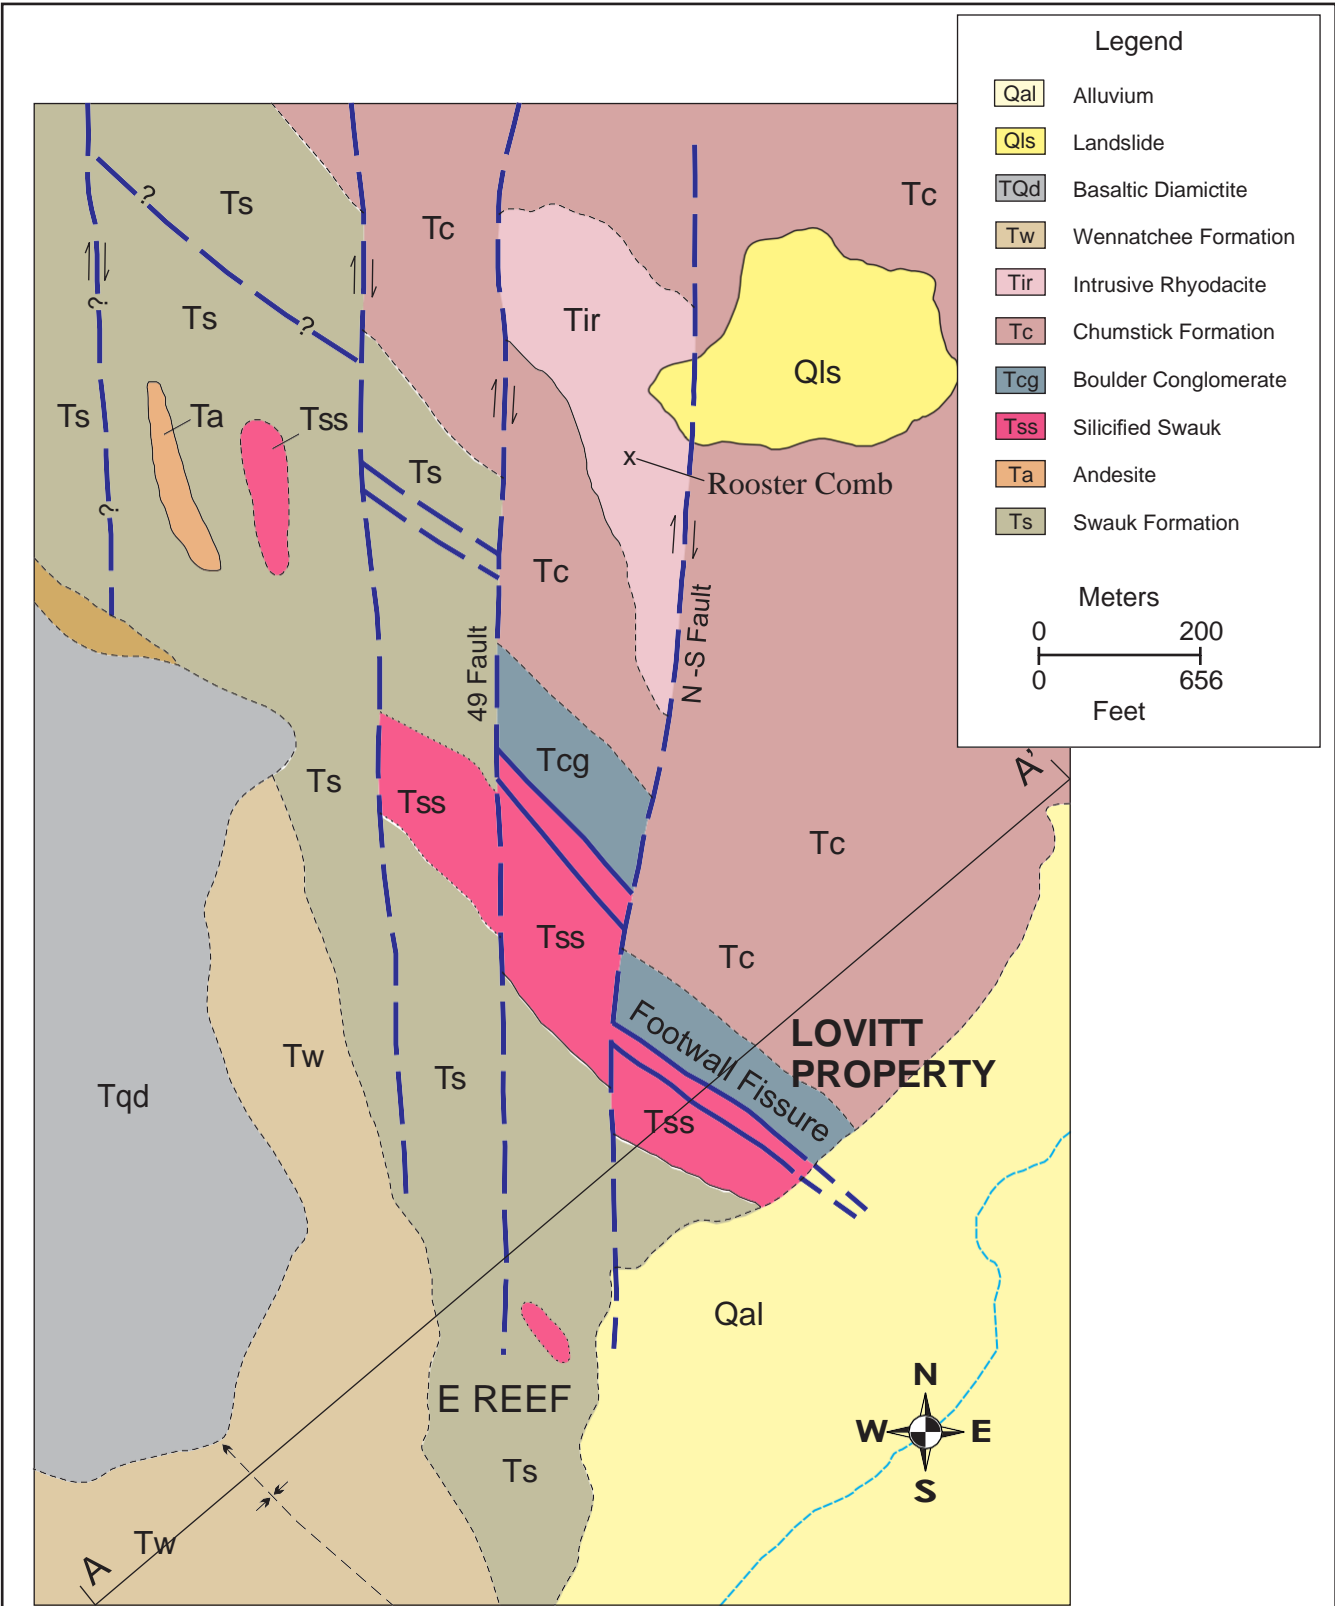 Legend
Qal Alluvium
Qls Landslide
TQd Basaltic Diamictite
Tw Wennatchee Formation
Tir Intrusive Rhyodacite
Tc Chumstick Formation
Tcg Boulder Conglomerate
Tss Silicified Swauk
Ta Andesite
Ts Swauk Formation
Meters
0 200
0 656
Feet
?
Ts
Tc
Tc
?
Ts
?
Tir
Qls
Ts
Ta
Tss
Ts
x
Rooster Comb
?
Tc
49 Fault
N -S Fault
Tcg
Ts
Tss
A'
Tc
Tss
Tc
Footwall Fissure
LOVITT
PROPERTY
Tw
Ts
Tqd
Tss
Qal
E REEF
Ts
N
W E
S
Tw
A